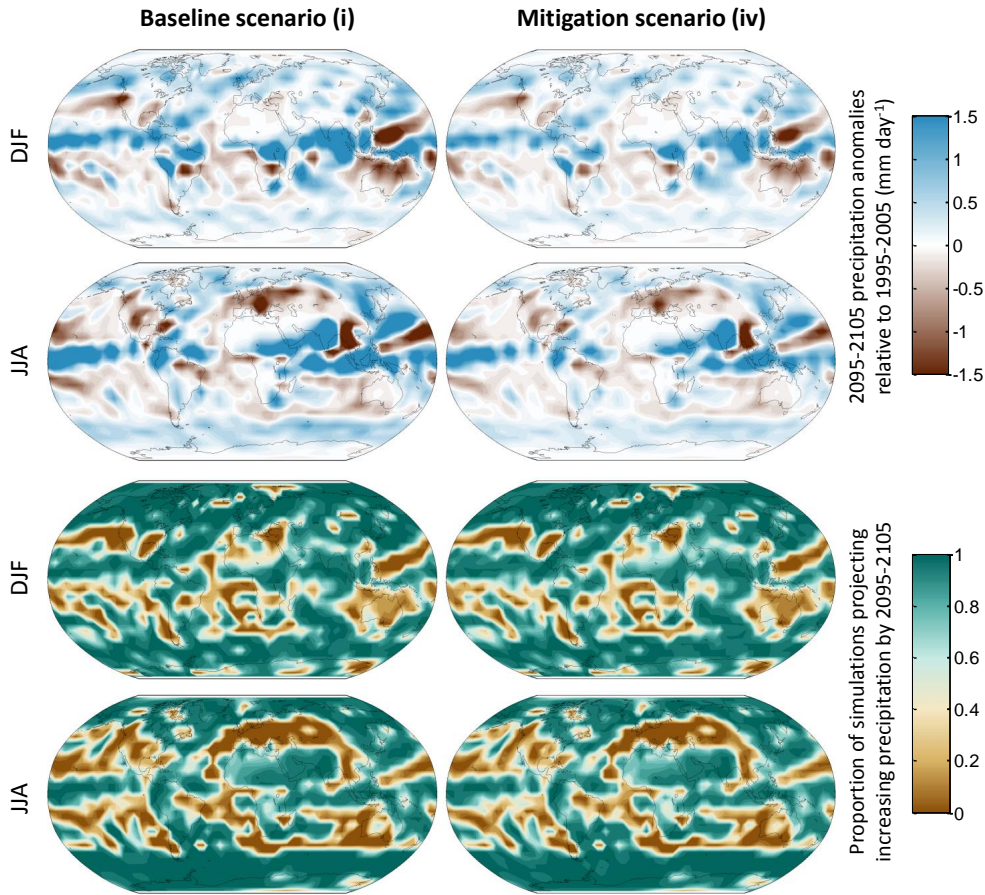 Baseline scenario (i)
Mitigation scenario (iv)
DJF
JJA
2095-2105 precipitation anomalies
relative to 1995-2005 (mm day⁻¹)
1.5
1
0.5
0
-0.5
-1
-1.5
DJF
JJA
Proportion of simulations projecting
increasing precipitation by 2095-2105
1
0.8
0.6
0.4
0.2
0